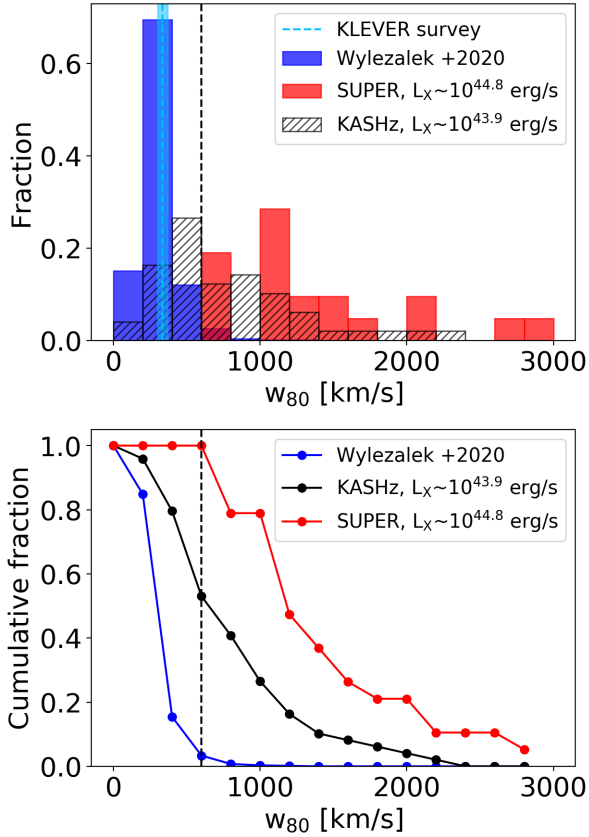 KLEVER survey
Wylezalek +2020
SUPER, L_X~10^44.8 erg/s
KASHz, L_X~10^43.9 erg/s
Fraction
0.6
0.4
0.2
0.0
0 1000 2000 3000
w_80 [km/s]
Wylezalek +2020
KASHz, L_X~10^43.9 erg/s
SUPER, L_X~10^44.8 erg/s
Cumulative fraction
1.0
0.8
0.6
0.4
0.2
0.0
0 1000 2000 3000
w_80 [km/s]